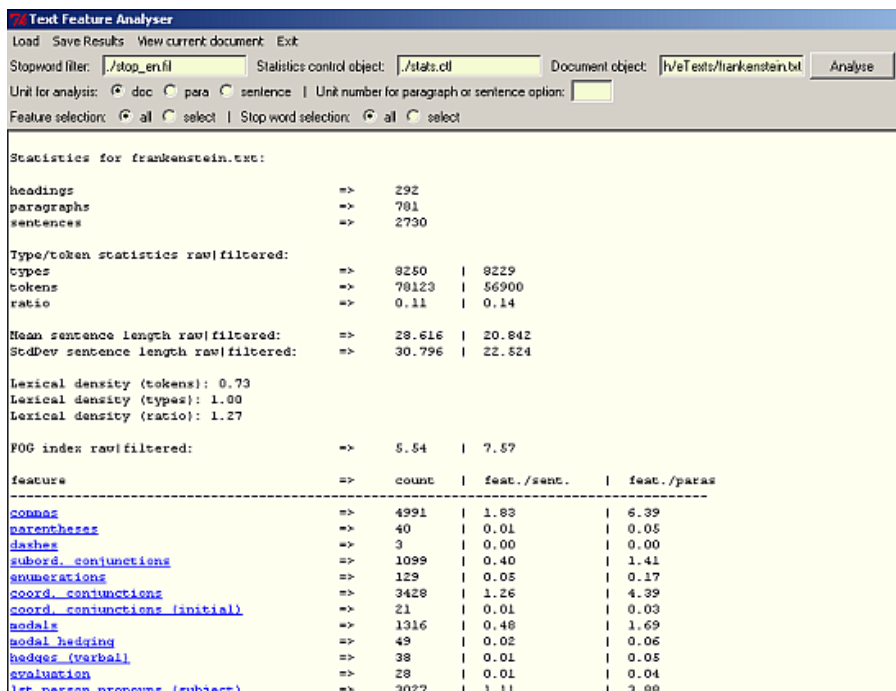 Text Feature Analyser
Load Save Results View current document Exit
Stopword filter: ./stop_en.fil Statistics control object: ./stats.ctl Document object: h/eTexts/frankenstein.txt Analyse
Unit for analysis: doc para sentence | Unit number for paragraph or sentence option:
Feature selection: all select | Stop word selection: all select
Statistics for frankenstein.txt:
headings => 292
paragraphs => 781
sentences => 2730
Type/token statistics raw|filtered:
types => 8250 | 8229
tokens => 78123 | 56900
ratio => 0.11 | 0.14
Mean sentence length raw|filtered: => 28.616 | 20.842
StdDev sentence length raw|filtered: => 30.796 | 22.524
Lexical density (tokens): 0.73
Lexical density (types): 1.00
Lexical density (ratio): 1.27
FOG index raw|filtered: => 5.54 | 7.57
feature => count | feat./sent. | feat./paras
commas => 4991 | 1.83 | 6.39
parentheses => 40 | 0.01 | 0.05
dashes => 3 | 0.00 | 0.00
subord. conjunctions => 1099 | 0.40 | 1.41
enumerations => 129 | 0.05 | 0.17
coord. conjunctions => 3428 | 1.26 | 4.39
coord. conjunctions (initial) => 21 | 0.01 | 0.03
modals => 1316 | 0.48 | 1.69
modal hedging => 49 | 0.02 | 0.06
hedges (verbal) => 38 | 0.01 | 0.05
evaluation => 28 | 0.01 | 0.04
1st person pronouns (subject) => 3027 | 1.11 | 3.88